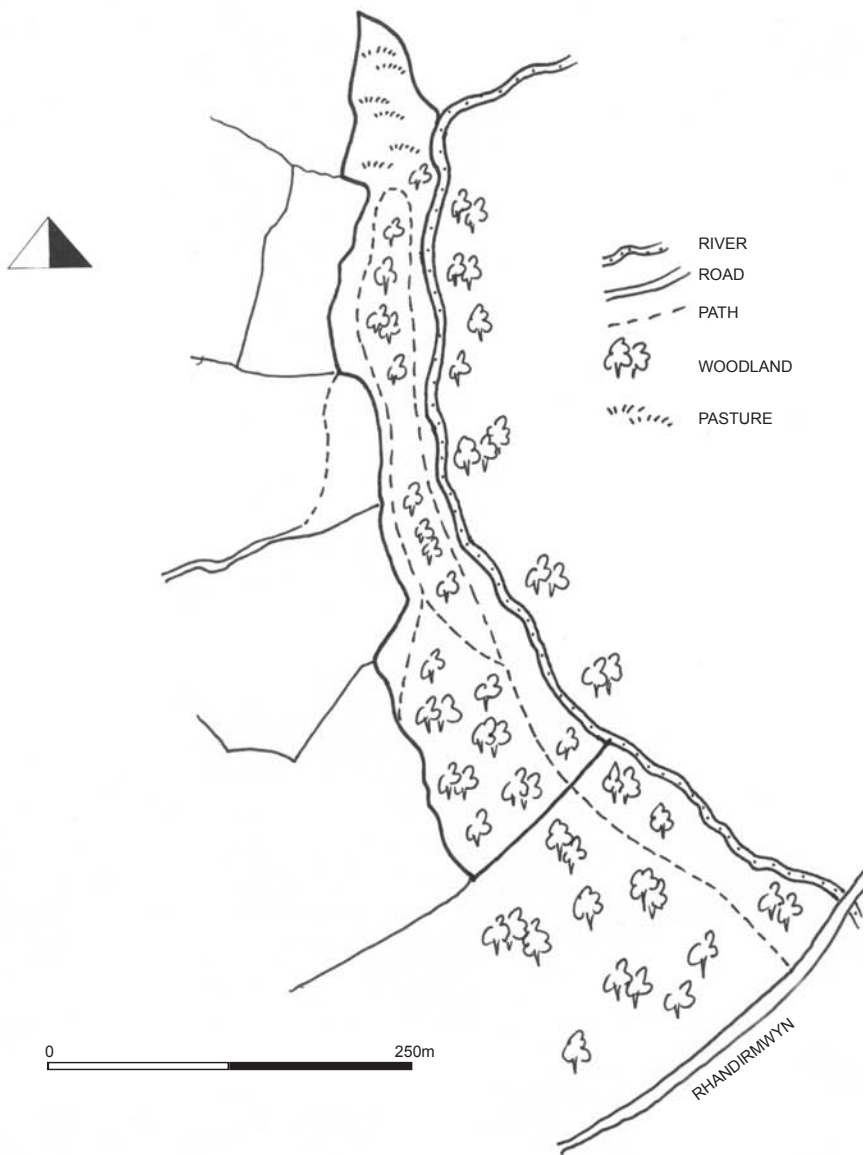 RIVER
ROAD
PATH
WOODLAND
PASTURE
0 250m
RHANDIRMWYN